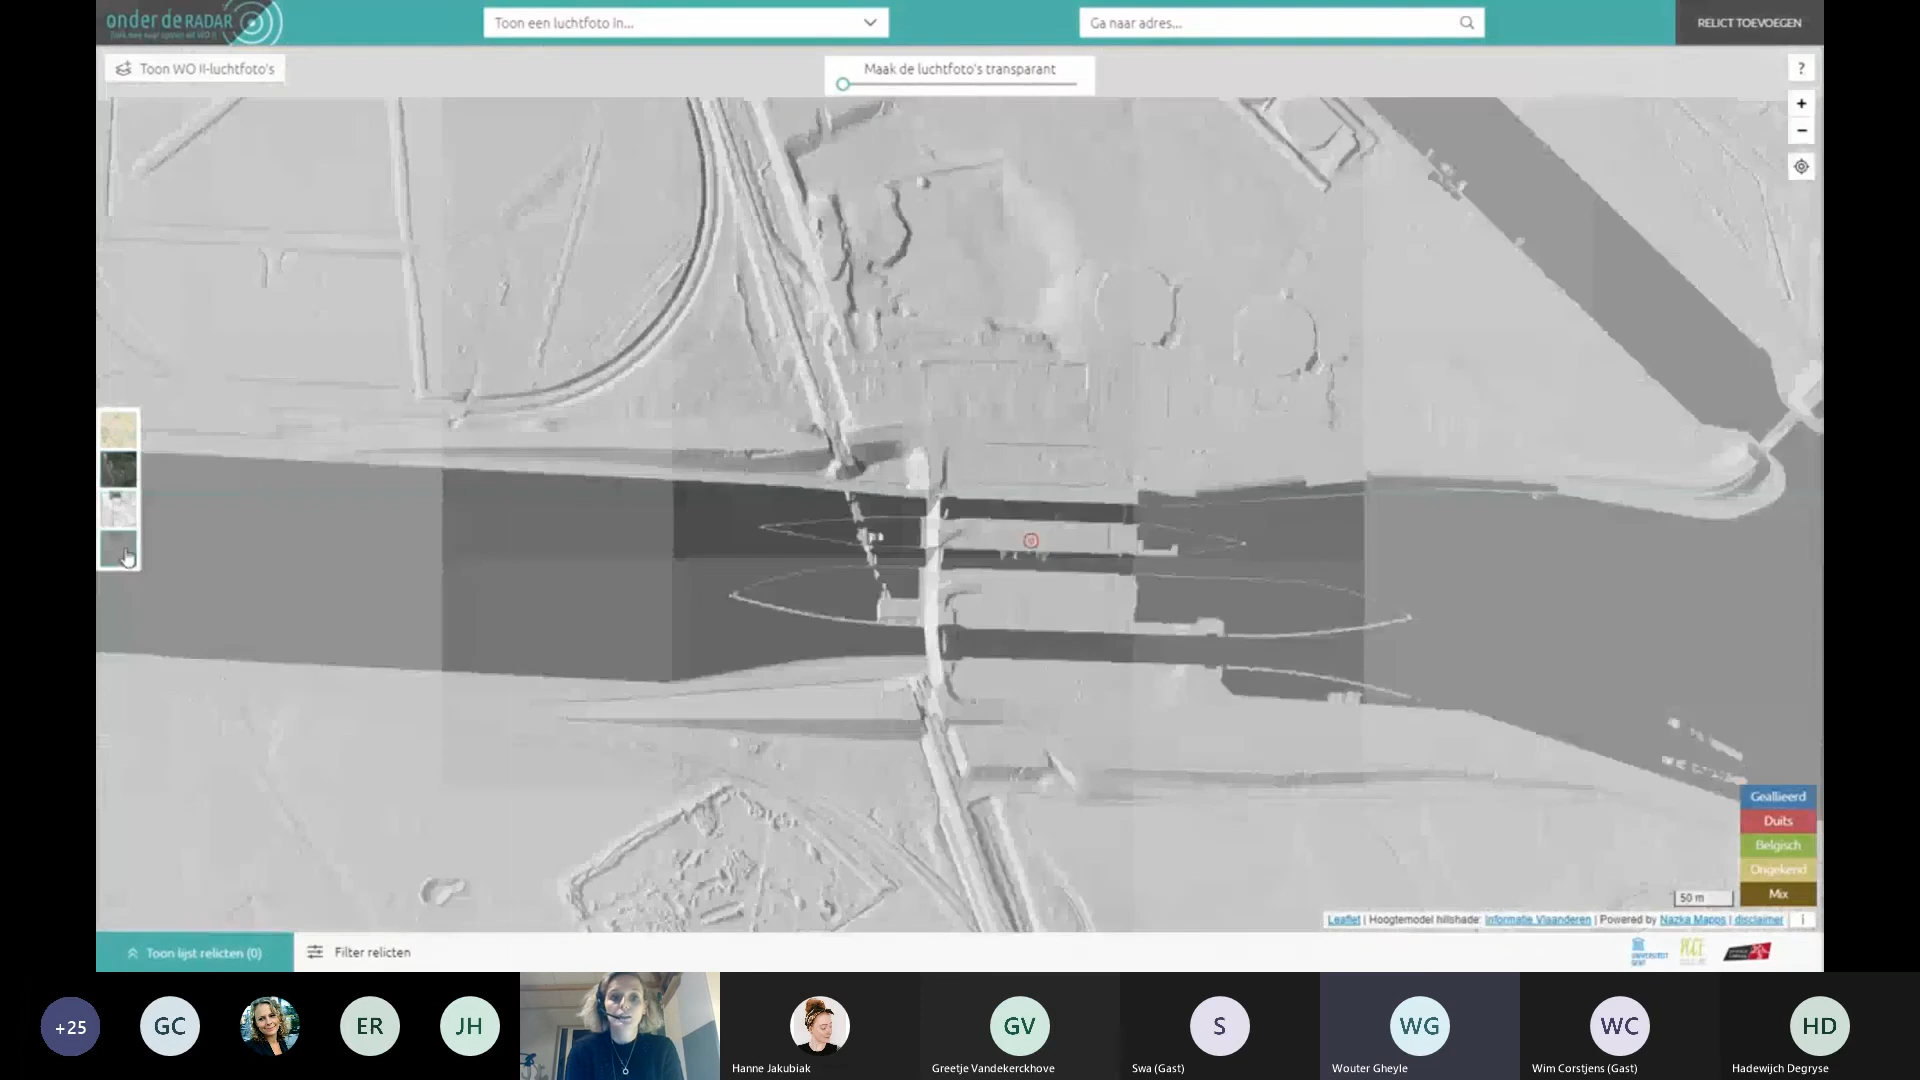 onder de RADAR
Toon een luchtfoto in...
Ga naar adres...
RELICT TOEVOEGEN
Toon WO II-luchtfoto's
Maak de luchtfoto's transparant
?
+
−
Geallieerd
Duits
Belgisch
Ongekend
Mix
50 m
Leaflet | Hoogtemodel hillshade: Informatie Vlaanderen | Powered by Nazka Mapps | disclaimer
Toon lijst relicten (0)
Filter relicten
UNIVERSITEIT GENT
+25
GC
ER
JH
GV
S
WG
WC
HD
Hanne Jakubiak
Greetje Vandekerckhove
Swa (Gast)
Wouter Gheyle
Wim Corstjens (Gast)
Hadewijch Degryse